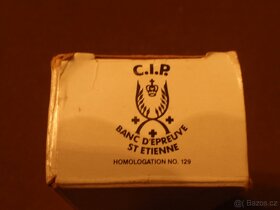 C.I.P.
BANC D'EPREUVE
ST ETIENNE
HOMOLOGATION NO. 129
Bazos.cz